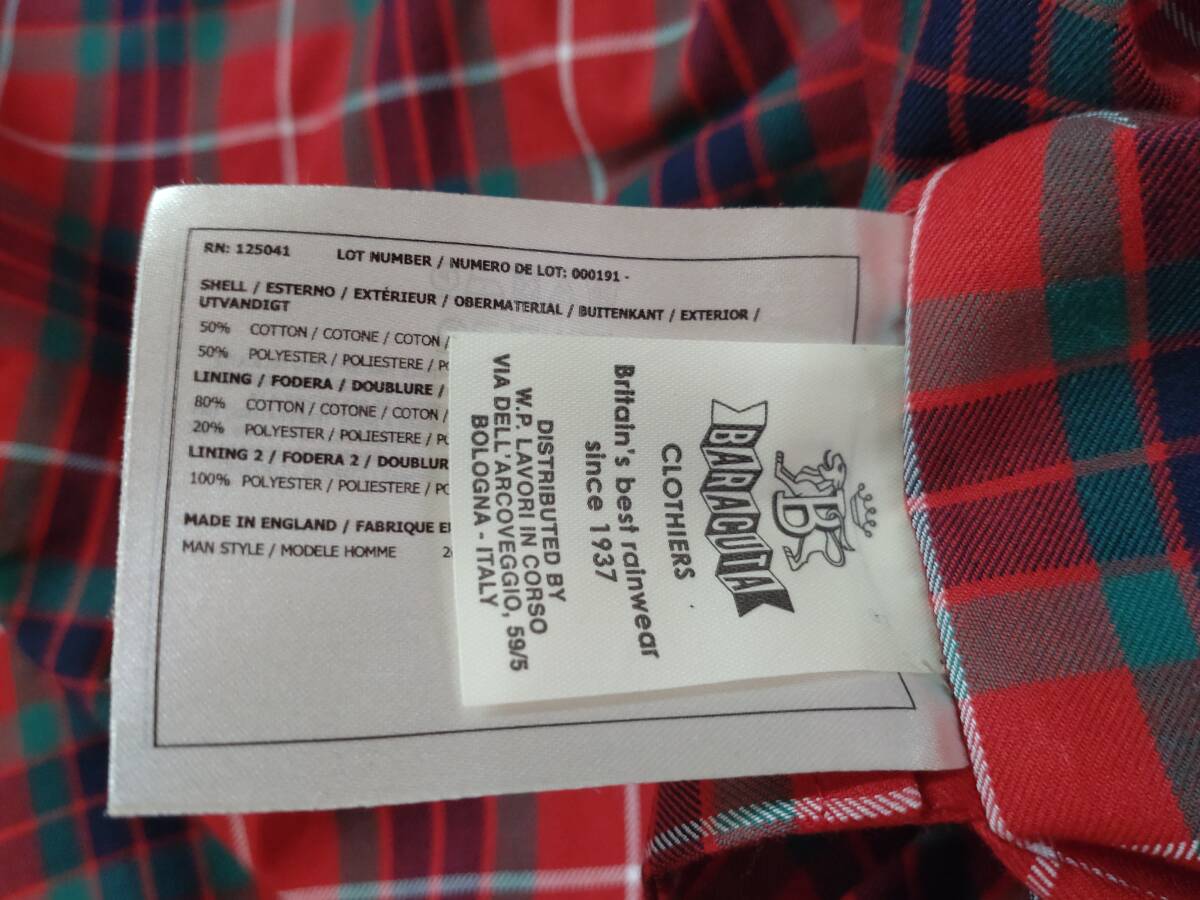 RN: 125041 LOT NUMBER / NUMERO DE LOT: 000191 -
SHELL / ESTERNO / EXTÉRIEUR / OBERMATERIAL / BUITENKANT / EXTERIOR /
UTVANDIGT
50% COTTON / COTONE / COTON /
50% POLYESTER / POLIESTERE /
LINING / FODERA / DOUBLURE /
80% COTTON / COTONE / COTON /
20% POLYESTER / POLIESTERE /
LINING 2 / FODERA 2 / DOUBLUR
100% POLYESTER / POLIESTERE /
MADE IN ENGLAND / FABRIQUE
MAN STYLE / MODELE HOMME
B
BARACUTA
CLOTHIERS
Britain's best rainwear
since 1937
DISTRIBUTED BY
W.P. LAVORI IN CORSO
VIA DELL'ARCOVEGGIO, 59/5
BOLOGNA - ITALY